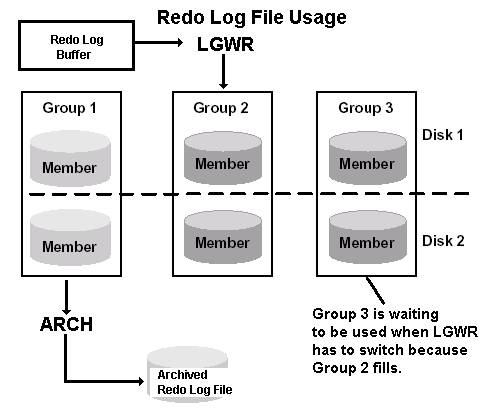 Redo Log File Usage
Redo Log
Buffer
LGWR
Group 1
Group 2
Group 3
Disk 1
Member
Member
Member
Disk 2
Member
Member
Member
ARCH
Group 3 is waiting
to be used when LGWR
has to switch because
Group 2 fills.
Archived
Redo Log File